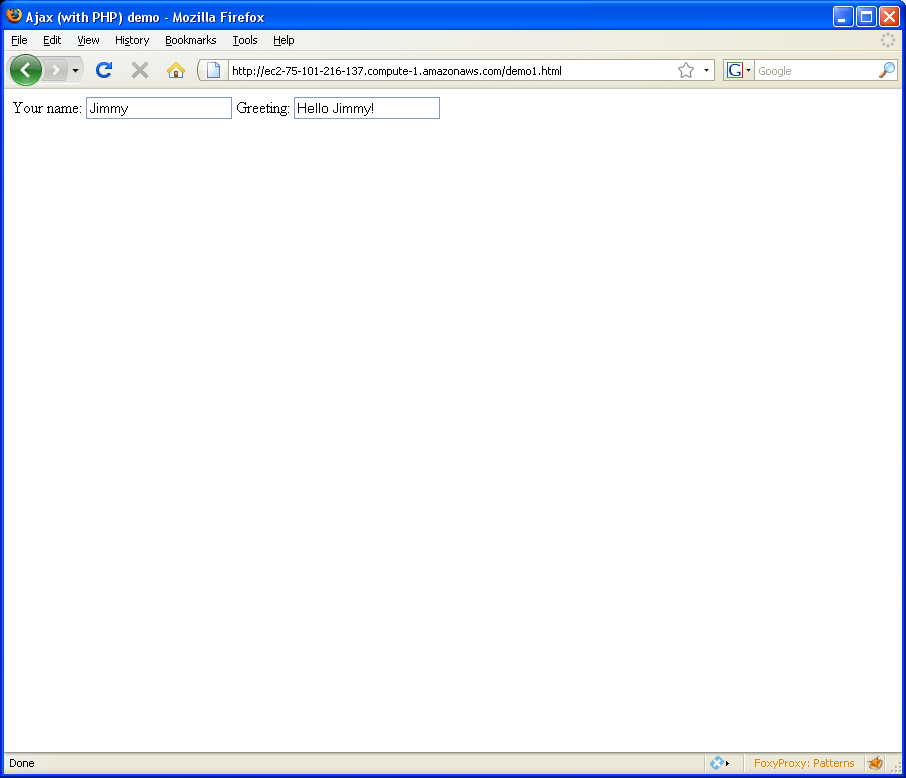 Ajax (with PHP) demo - Mozilla Firefox
File Edit View History Bookmarks Tools Help
http://ec2-75-101-216-137.compute-1.amazonaws.com/demo1.html G Google
Your name: Jimmy Greeting: Hello Jimmy!
Done FoxyProxy: Patterns